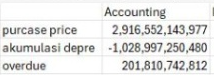 Accounting
purcase price 2,916,552,143,977
akumulasi depre -1,028,997,250,480
overdue 201,810,742,812